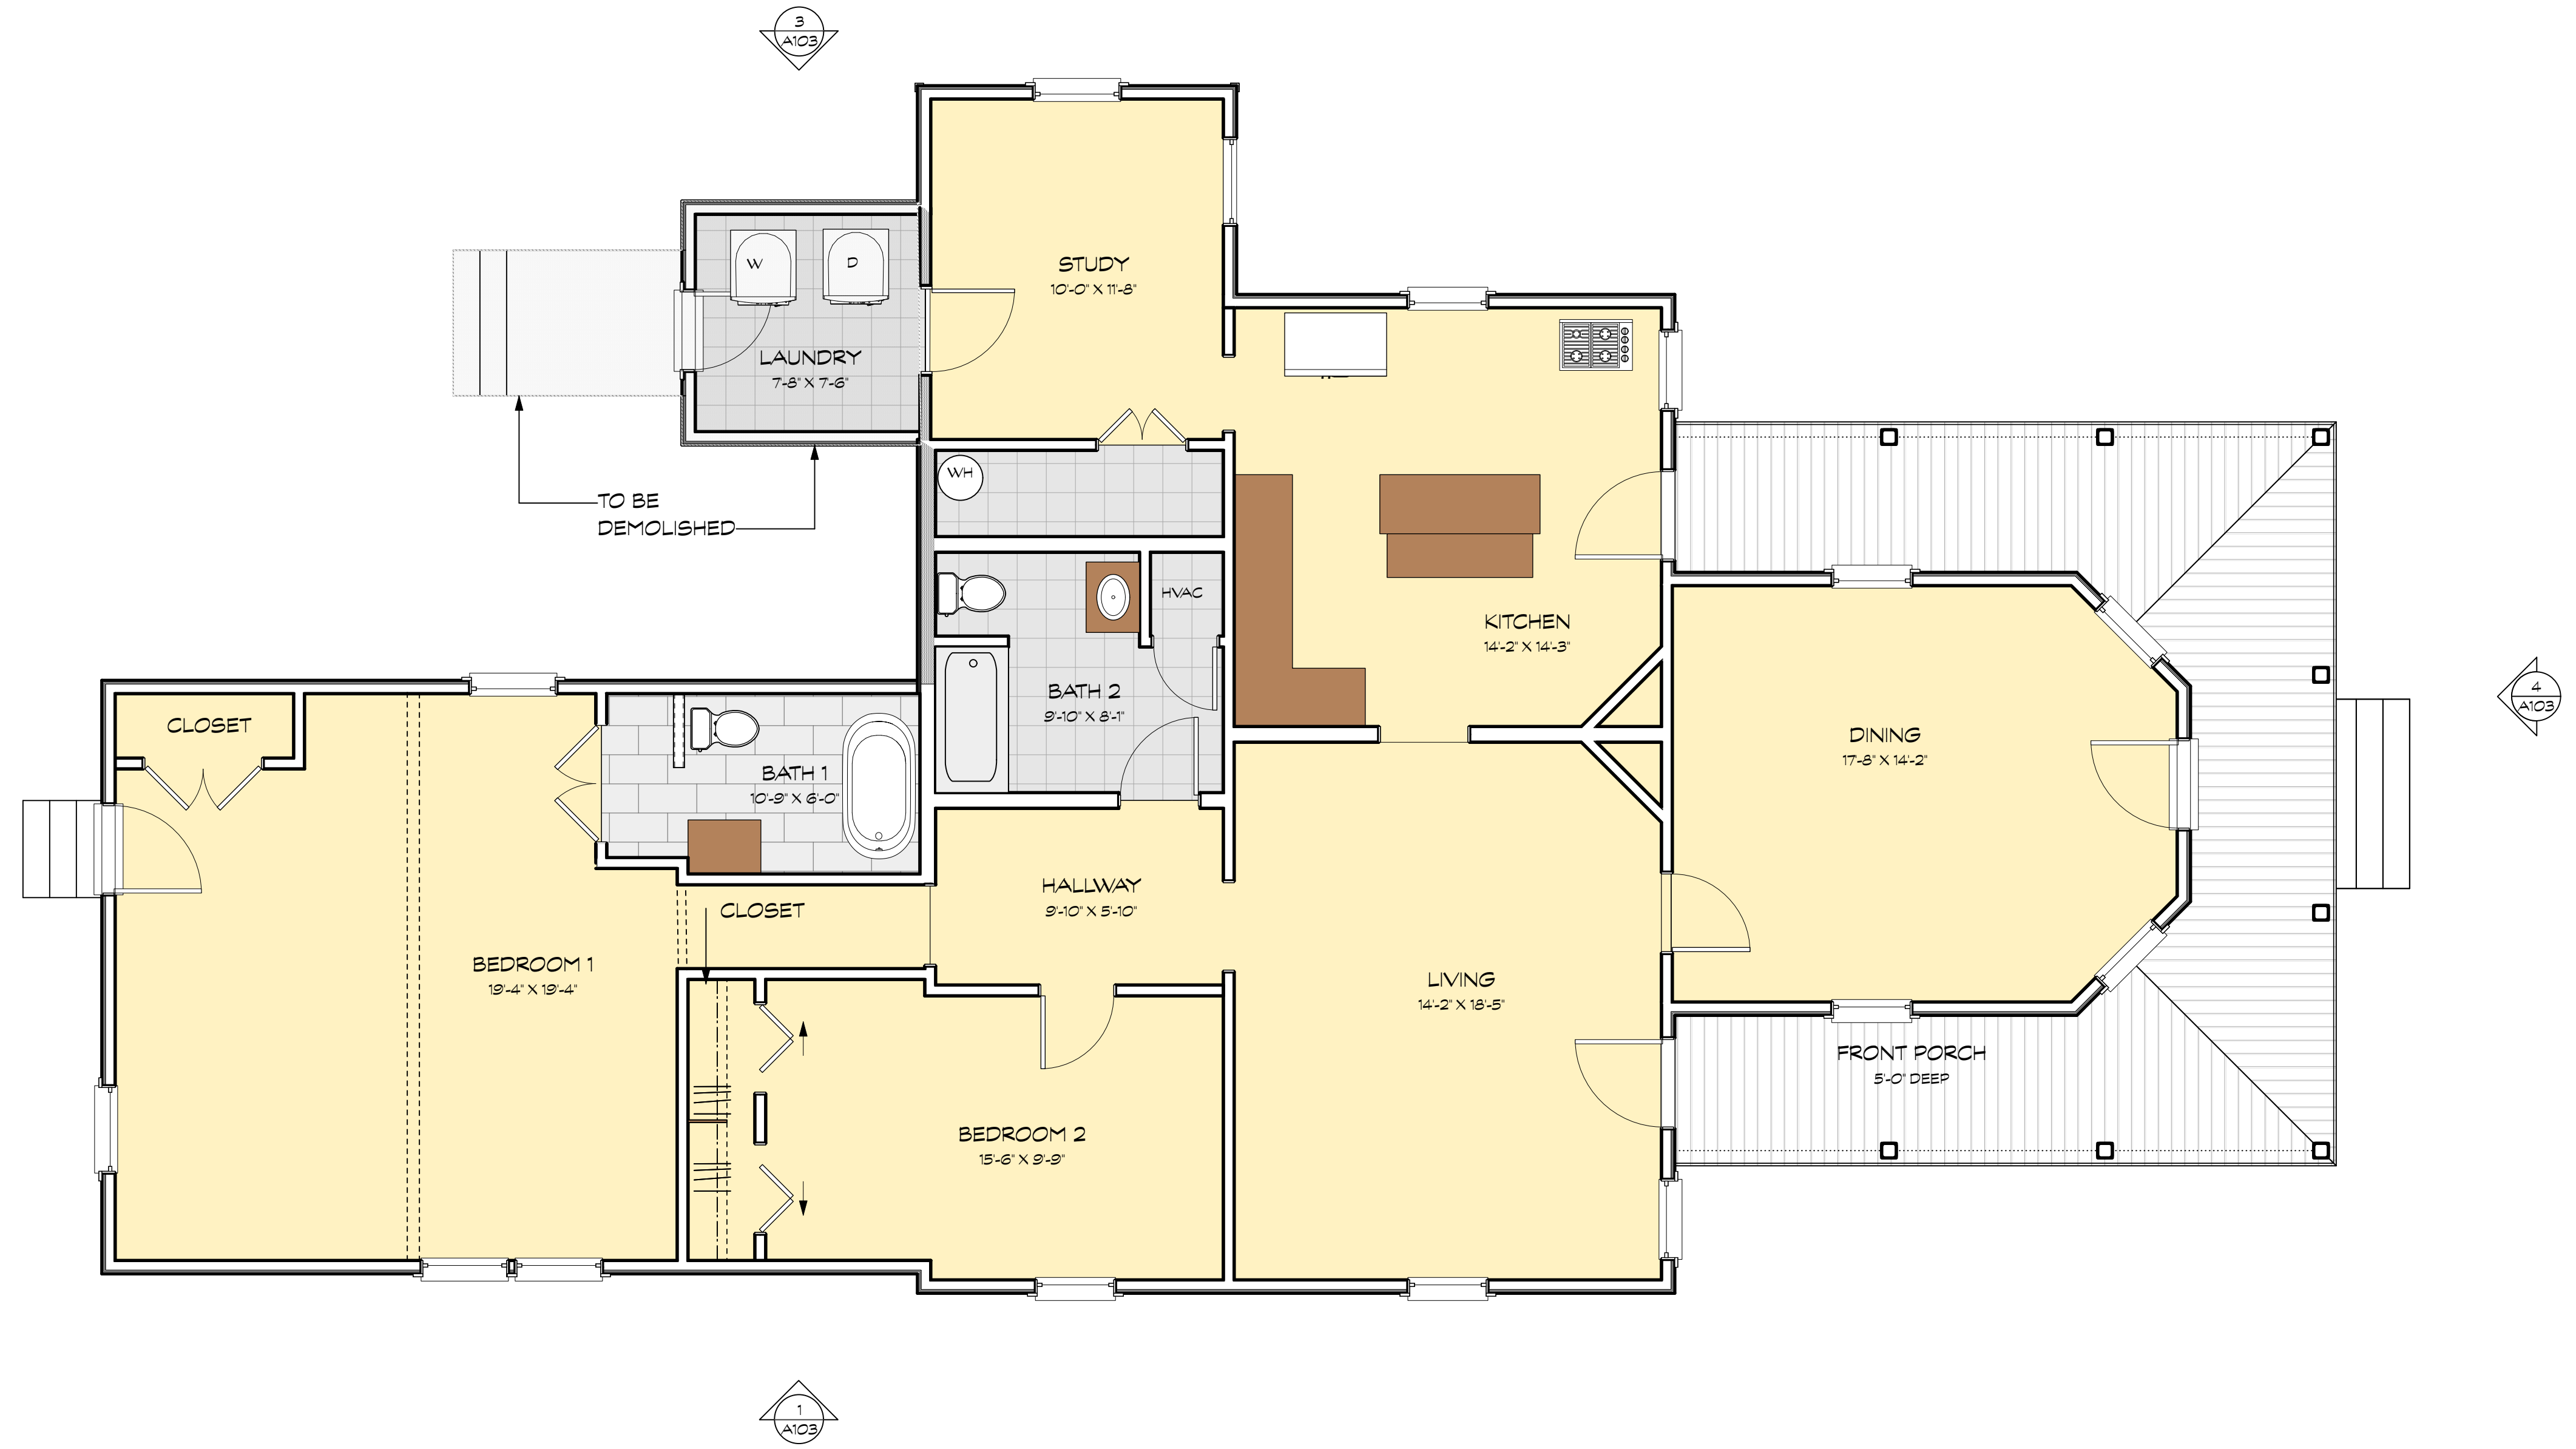 3
A103
STUDY
10'-0" X 11'-8"
W
D
LAUNDRY
7'-8" X 7'-6"
WH
TO BE
DEMOLISHED
HVAC
KITCHEN
14'-2" X 14'-3"
BATH 2
9'-10" X 8'-1"
4
A103
CLOSET
DINING
17'-8" X 14'-2"
BATH 1
10'-9" X 6'-0"
HALLWAY
9'-10" X 5'-10"
CLOSET
BEDROOM 1
19'-4" X 19'-4"
LIVING
14'-2" X 18'-5"
FRONT PORCH
5'-0" DEEP
BEDROOM 2
15'-6" X 9'-9"
1
A103